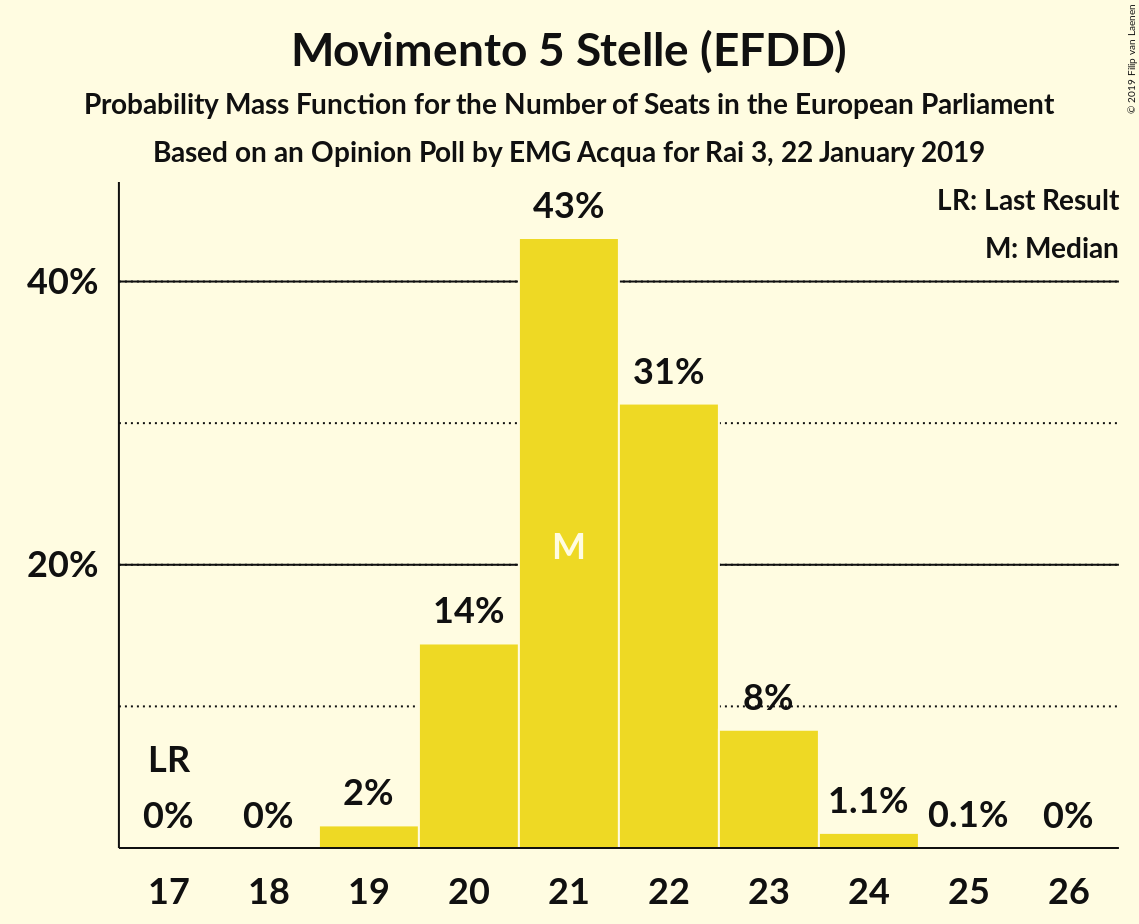 Movimento 5 Stelle (EFDD)
Probability Mass Function for the Number of Seats in the European Parliament
Based on an Opinion Poll by EMG Acqua for Rai 3, 22 January 2019
© 2019 Filip van Laenen
LR: Last Result
M: Median
43%
40%
31%
M
20%
14%
8%
LR
2%
1.1%
0%
0%
0.1%
0%
17 18 19 20 21 22 23 24 25 26